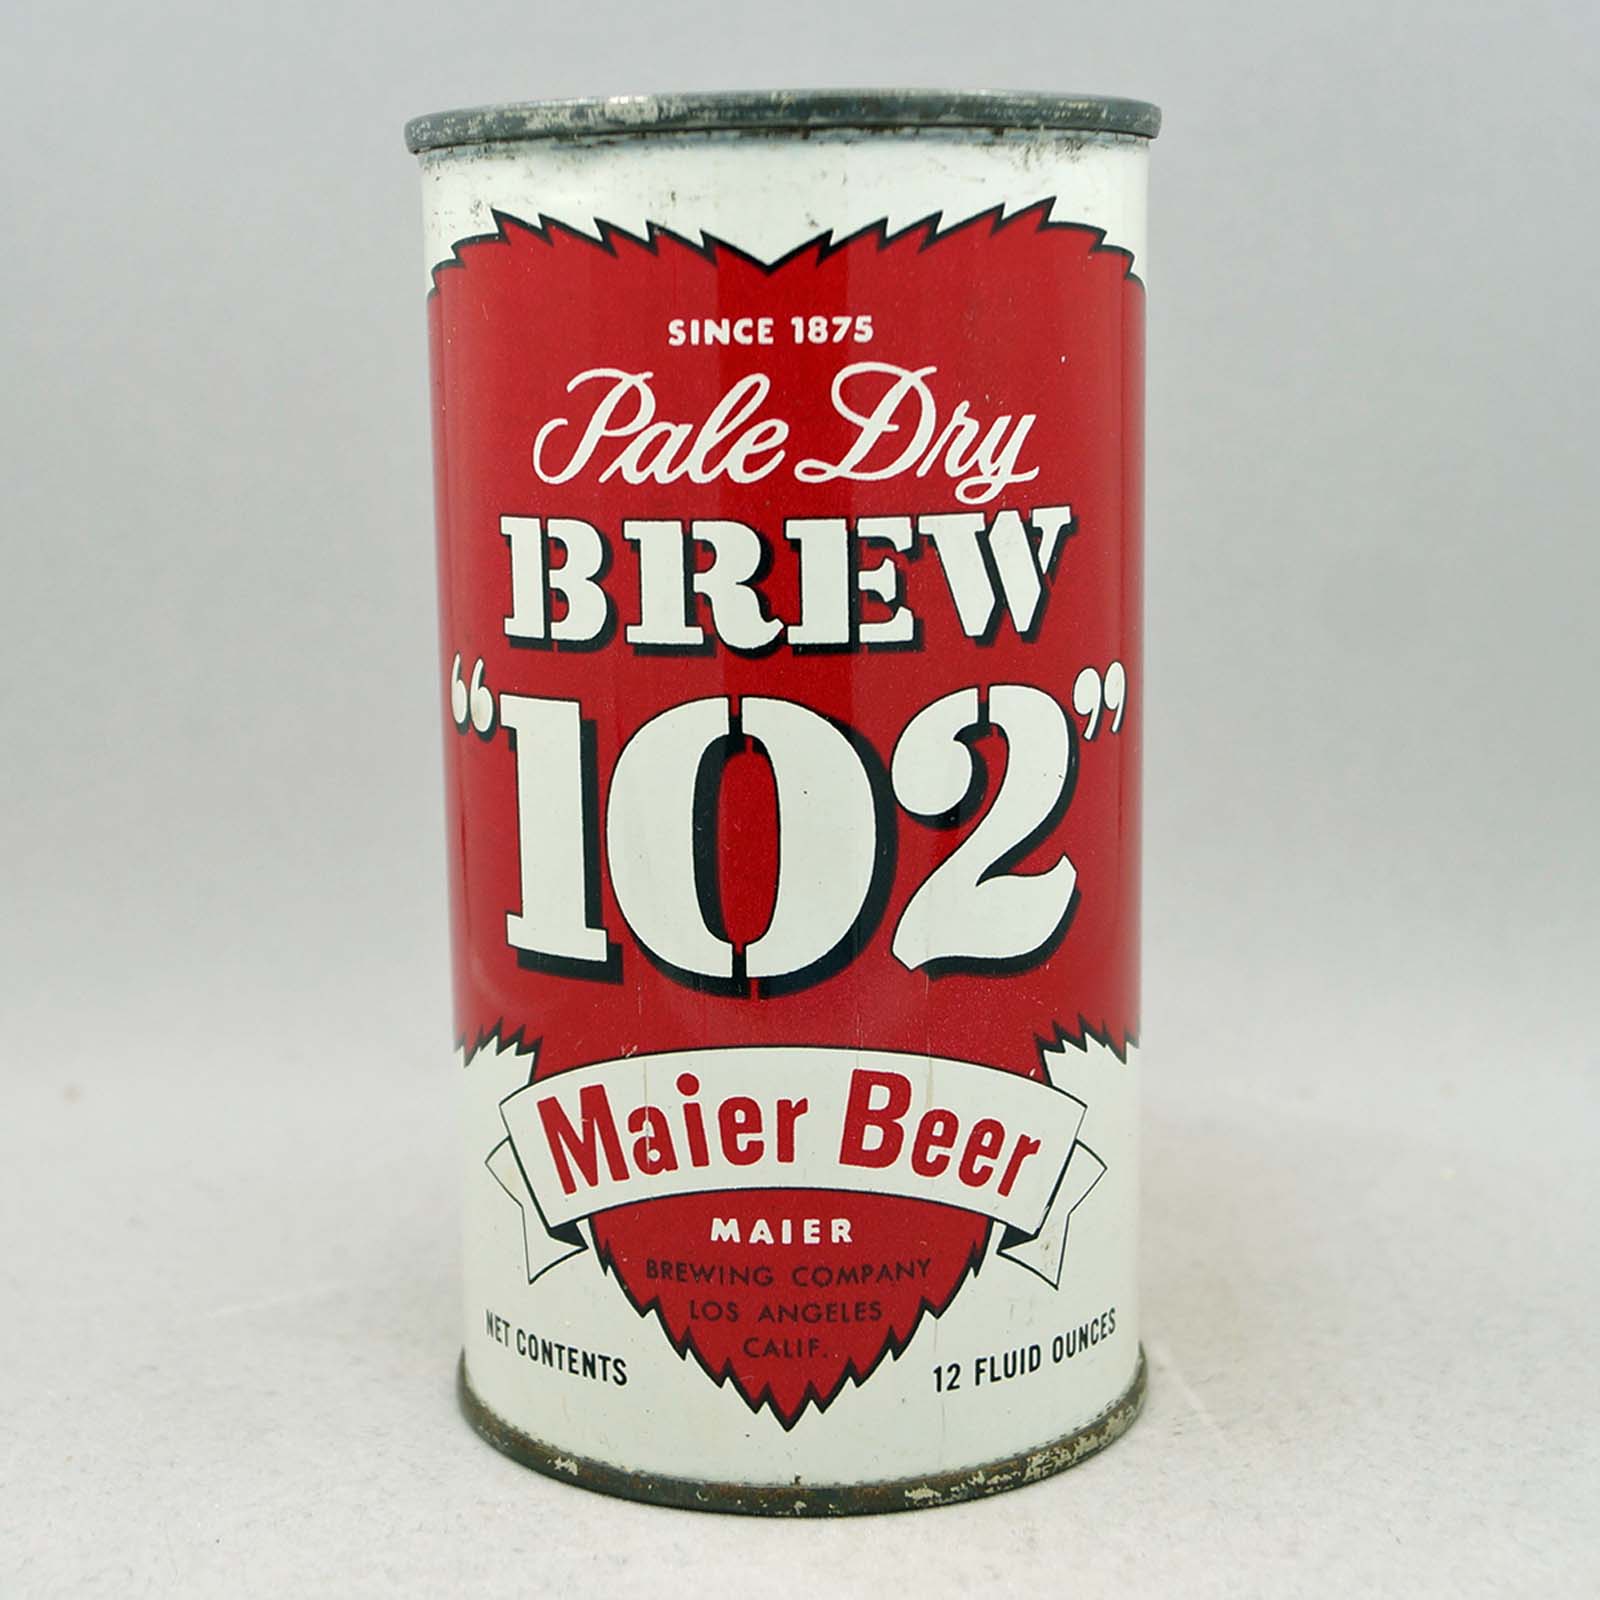 SINCE 1875
Pale Dry
BREW
“102”
Maier Beer
MAIER
BREWING COMPANY
LOS ANGELES
CALIF.
NET CONTENTS 12 FLUID OUNCES